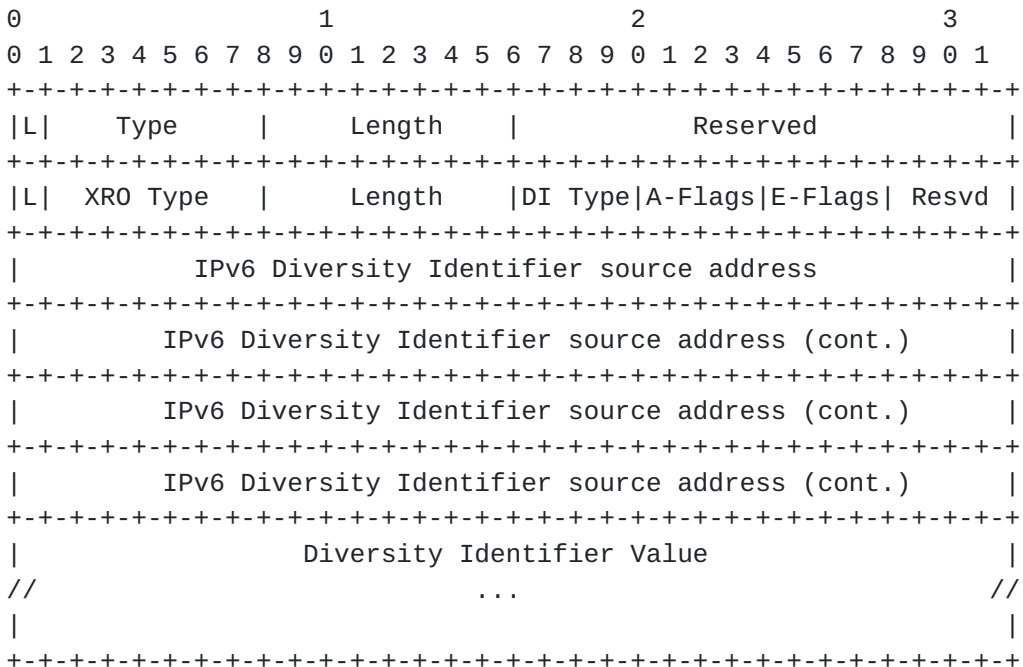 0                   1                   2                   3
 0 1 2 3 4 5 6 7 8 9 0 1 2 3 4 5 6 7 8 9 0 1 2 3 4 5 6 7 8 9 0 1
+-+-+-+-+-+-+-+-+-+-+-+-+-+-+-+-+-+-+-+-+-+-+-+-+-+-+-+-+-+-+-+-+
|L|    Type     |     Length    |           Reserved            |
+-+-+-+-+-+-+-+-+-+-+-+-+-+-+-+-+-+-+-+-+-+-+-+-+-+-+-+-+-+-+-+-+
|L|  XRO Type   |     Length    |DI Type|A-Flags|E-Flags| Resvd |
+-+-+-+-+-+-+-+-+-+-+-+-+-+-+-+-+-+-+-+-+-+-+-+-+-+-+-+-+-+-+-+-+
|           IPv6 Diversity Identifier source address            |
+-+-+-+-+-+-+-+-+-+-+-+-+-+-+-+-+-+-+-+-+-+-+-+-+-+-+-+-+-+-+-+-+
|         IPv6 Diversity Identifier source address (cont.)      |
+-+-+-+-+-+-+-+-+-+-+-+-+-+-+-+-+-+-+-+-+-+-+-+-+-+-+-+-+-+-+-+-+
|         IPv6 Diversity Identifier source address (cont.)      |
+-+-+-+-+-+-+-+-+-+-+-+-+-+-+-+-+-+-+-+-+-+-+-+-+-+-+-+-+-+-+-+-+
|         IPv6 Diversity Identifier source address (cont.)      |
+-+-+-+-+-+-+-+-+-+-+-+-+-+-+-+-+-+-+-+-+-+-+-+-+-+-+-+-+-+-+-+-+
|                  Diversity Identifier Value                   |
//                            ...                              //
|                                                               |
+-+-+-+-+-+-+-+-+-+-+-+-+-+-+-+-+-+-+-+-+-+-+-+-+-+-+-+-+-+-+-+-+